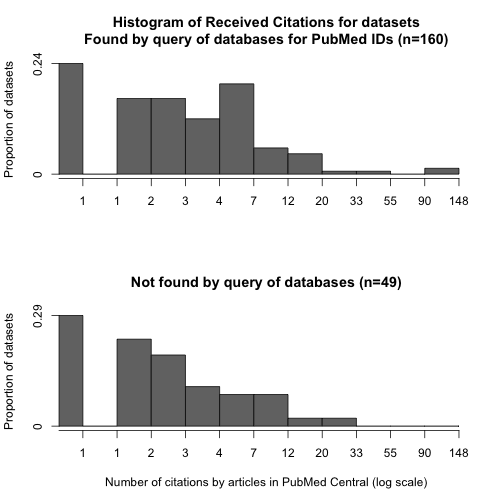 Histogram of Received Citations for datasets
Found by query of databases for PubMed IDs (n=160)
Proportion of datasets
0.24
0
1 1 2 3 4 7 12 20 33 55 90 148
Not found by query of databases (n=49)
Proportion of datasets
0.29
0
1 1 2 3 4 7 12 20 33 55 90 148
Number of citations by articles in PubMed Central (log scale)